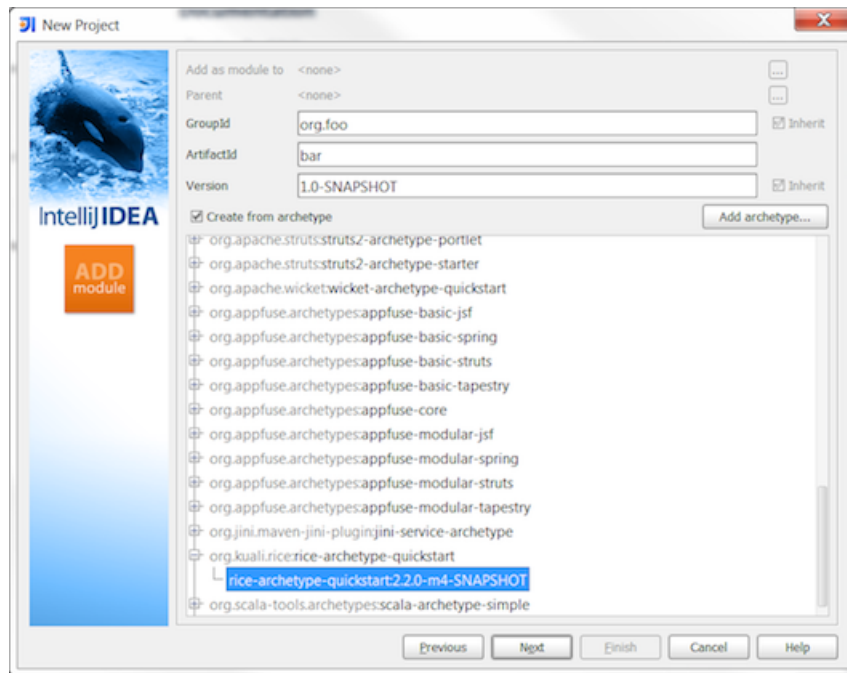 New Project
Add as module to <none> ...
Parent <none> ...
GroupId org.foo Inherit
ArtifactId bar
Version 1.0-SNAPSHOT Inherit
IntelliJ IDEA
ADD
module
Create from archetype Add archetype...
org.apache.struts:struts2-archetype-portlet
org.apache.struts:struts2-archetype-starter
org.apache.wicket:wicket-archetype-quickstart
org.appfuse.archetypes:appfuse-basic-jsf
org.appfuse.archetypes:appfuse-basic-spring
org.appfuse.archetypes:appfuse-basic-struts
org.appfuse.archetypes:appfuse-basic-tapestry
org.appfuse.archetypes:appfuse-core
org.appfuse.archetypes:appfuse-modular-jsf
org.appfuse.archetypes:appfuse-modular-spring
org.appfuse.archetypes:appfuse-modular-struts
org.appfuse.archetypes:appfuse-modular-tapestry
org.jini.maven-jini-plugin:jini-service-archetype
org.kuali.rice:rice-archetype-quickstart
rice-archetype-quickstart:2.2.0-m4-SNAPSHOT
org.scala-tools.archetypes:scala-archetype-simple
Previous Next Finish Cancel Help